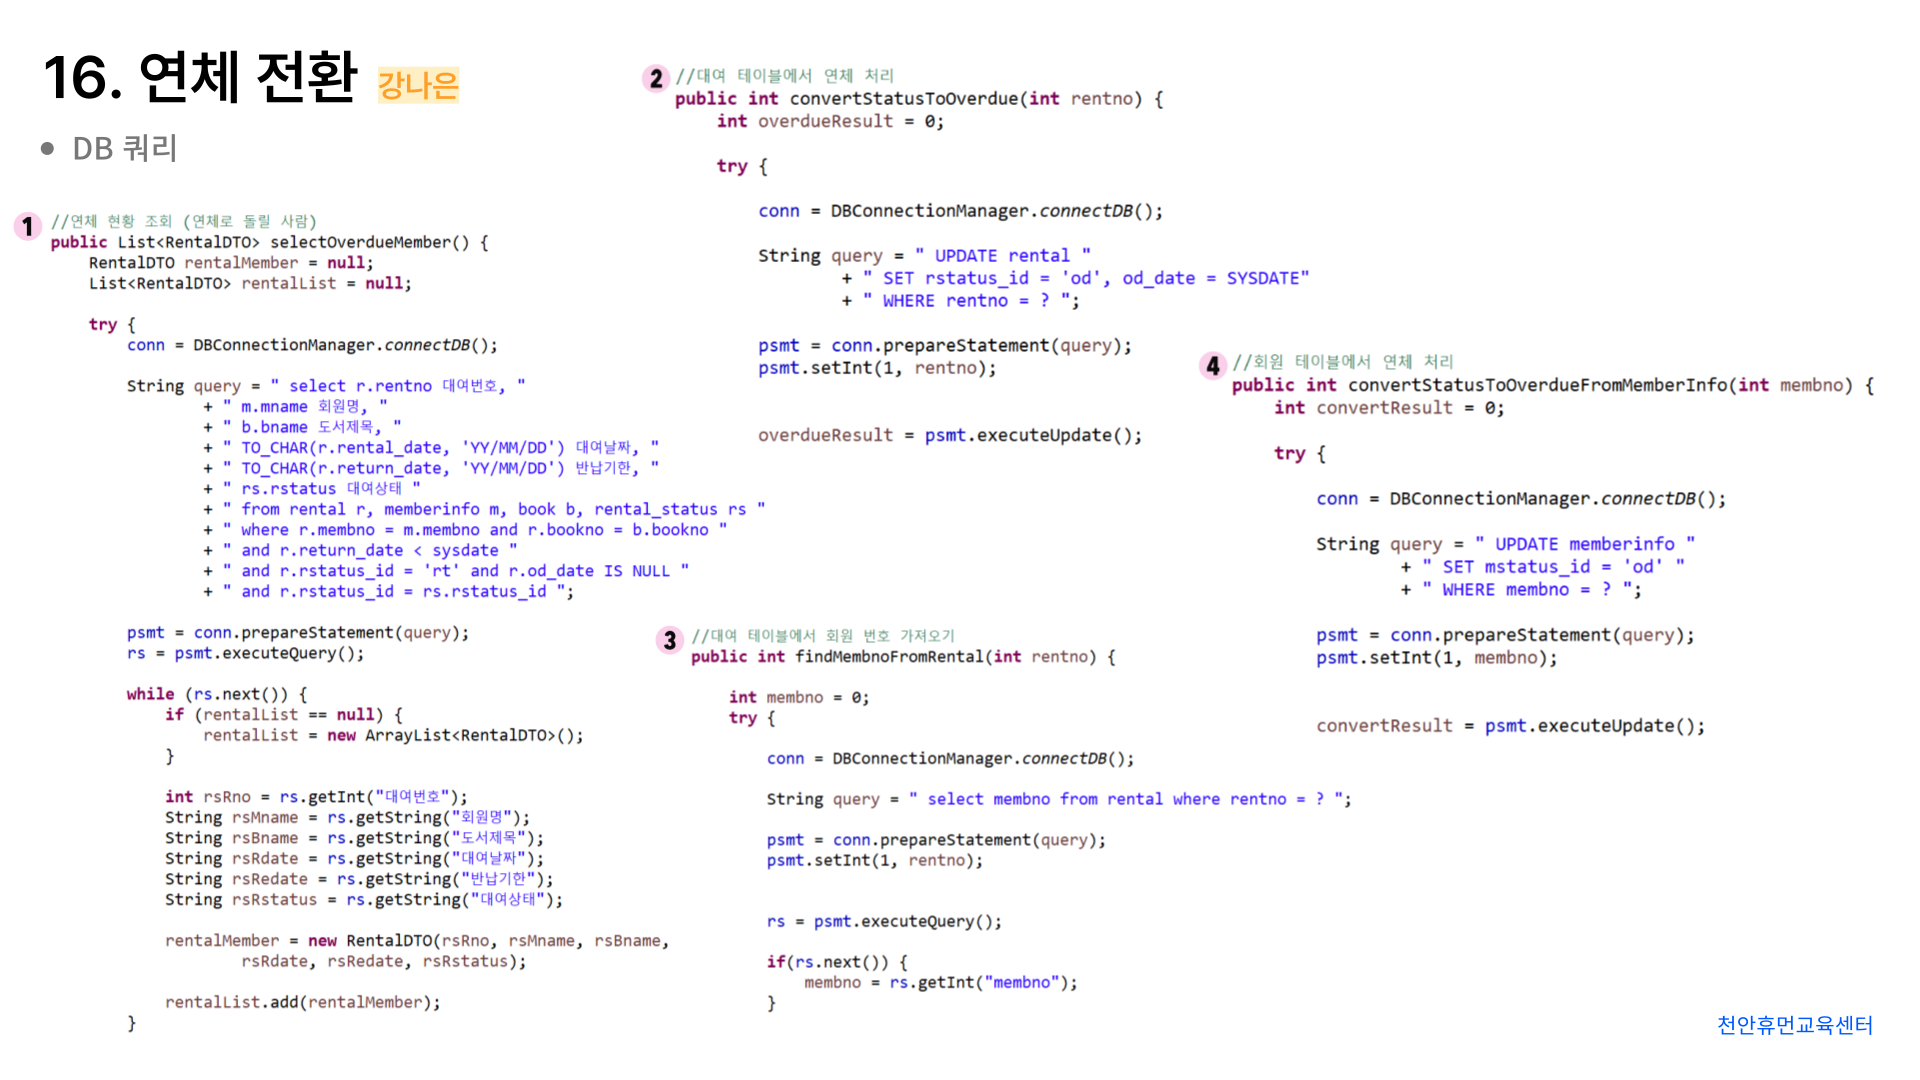 16. 연체 전환 강나은
• DB 쿼리
1 //연체 현황 조회 (연체로 돌릴 사람)
public List<RentalDTO> selectOverdueMember() {
RentalDTO rentalMember = null;
List<RentalDTO> rentalList = null;
try {
conn = DBConnectionManager.connectDB();
String query = " select r.rentno 대여번호, "
+ " m.mname 회원명, "
+ " b.bname 도서제목, "
+ " TO_CHAR(r.rental_date, 'YY/MM/DD') 대여날짜, "
+ " TO_CHAR(r.return_date, 'YY/MM/DD') 반납기한, "
+ " rs.rstatus 대여상태 "
+ " from rental r, memberinfo m, book b, rental_status rs "
+ " where r.membno = m.membno and r.bookno = b.bookno "
+ " and r.return_date < sysdate "
+ " and r.rstatus_id = 'rt' and r.od_date IS NULL "
+ " and r.rstatus_id = rs.rstatus_id ";
psmt = conn.prepareStatement(query);
rs = psmt.executeQuery();
while (rs.next()) {
if (rentalList == null) {
rentalList = new ArrayList<RentalDTO>();
}
int rsRno = rs.getInt("대여번호");
String rsMname = rs.getString("회원명");
String rsBname = rs.getString("도서제목");
String rsRdate = rs.getString("대여날짜");
String rsRedate = rs.getString("반납기한");
String rsRstatus = rs.getString("대여상태");
rentalMember = new RentalDTO(rsRno, rsMname, rsBname,
rsRdate, rsRedate, rsRstatus);
rentalList.add(rentalMember);
}
2 //대여 테이블에서 연체 처리
public int convertStatusToOverdue(int rentno) {
int overdueResult = 0;
try {
conn = DBConnectionManager.connectDB();
String query = " UPDATE rental "
+ " SET rstatus_id = 'od', od_date = SYSDATE"
+ " WHERE rentno = ? ";
psmt = conn.prepareStatement(query);
psmt.setInt(1, rentno);
overdueResult = psmt.executeUpdate();
3 //대여 테이블에서 회원 번호 가져오기
public int findMembnoFromRental(int rentno) {
int membno = 0;
try {
conn = DBConnectionManager.connectDB();
String query = " select membno from rental where rentno = ? ";
psmt = conn.prepareStatement(query);
psmt.setInt(1, rentno);
rs = psmt.executeQuery();
if(rs.next()) {
membno = rs.getInt("membno");
}
4 //회원 테이블에서 연체 처리
public int convertStatusToOverdueFromMemberInfo(int membno) {
int convertResult = 0;
try {
conn = DBConnectionManager.connectDB();
String query = " UPDATE memberinfo "
+ " SET mstatus_id = 'od' "
+ " WHERE membno = ? ";
psmt = conn.prepareStatement(query);
psmt.setInt(1, membno);
convertResult = psmt.executeUpdate();
천안휴먼교육센터